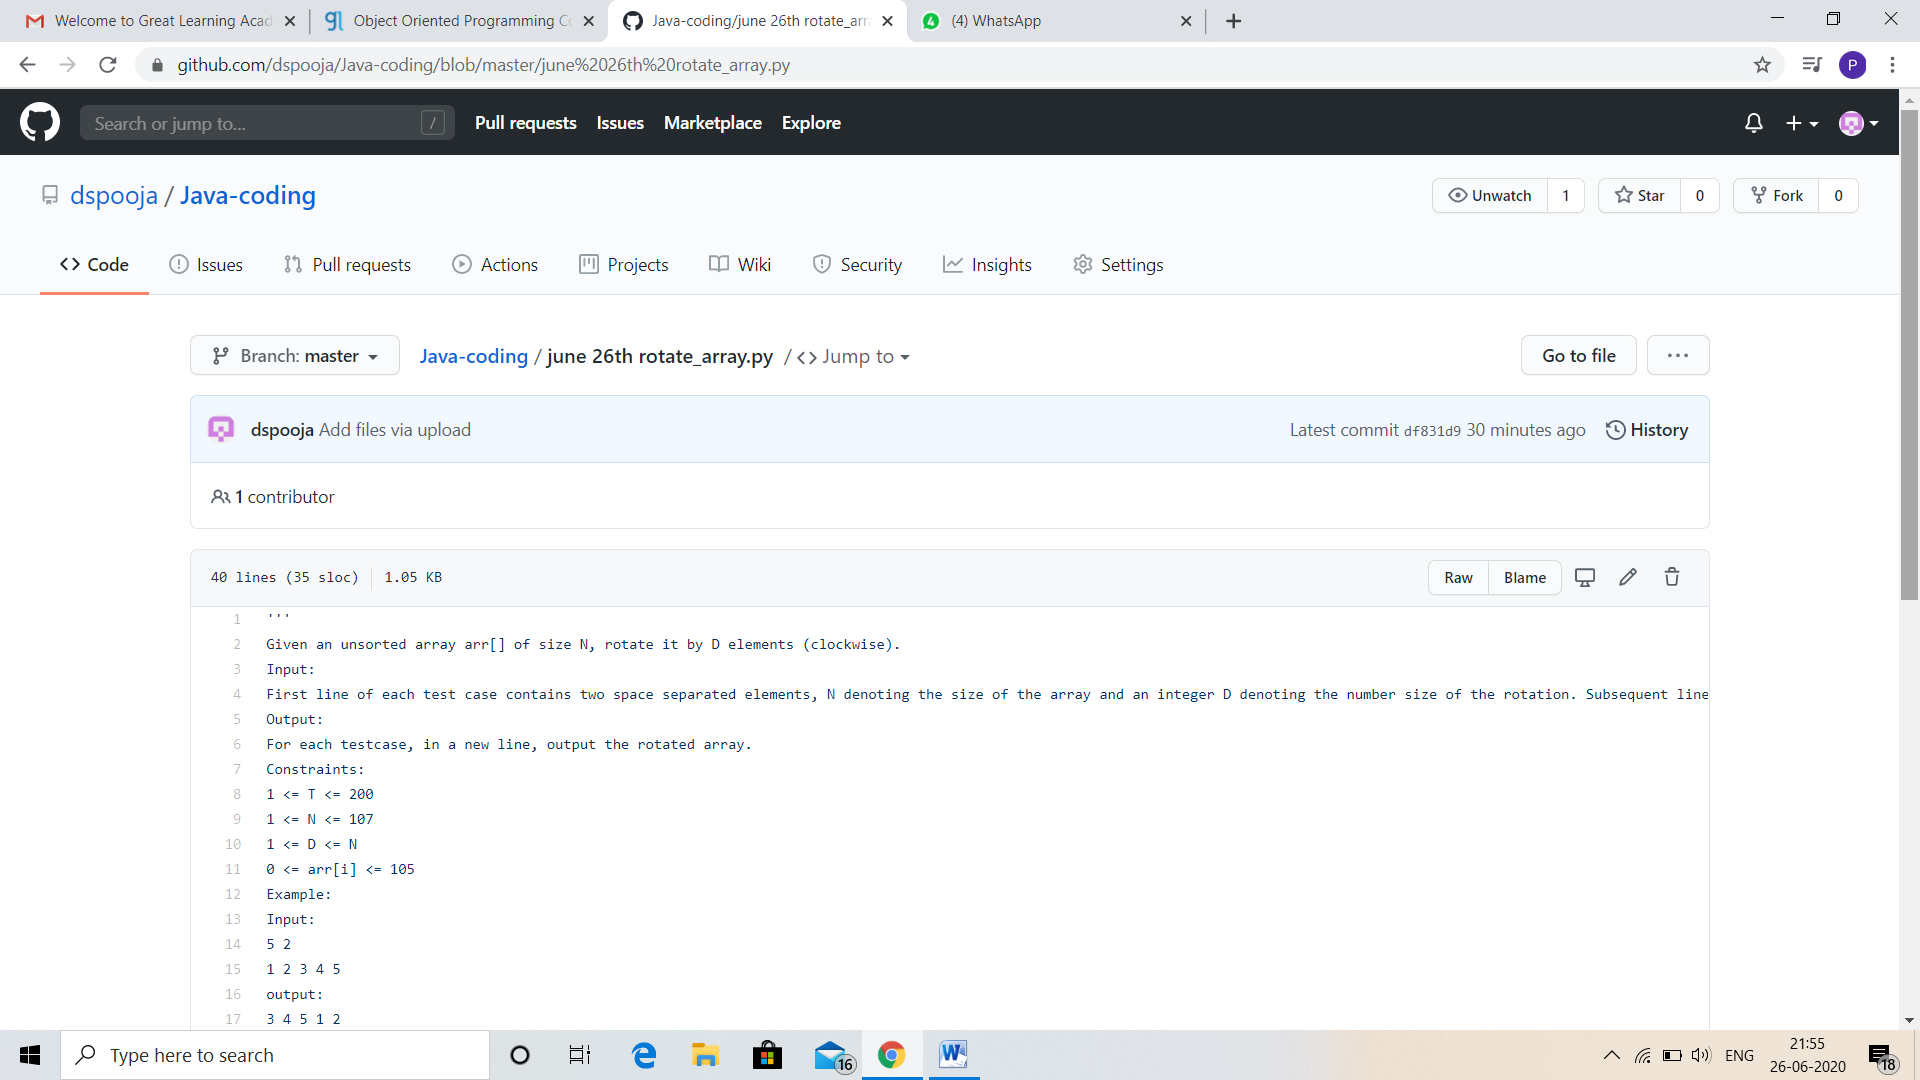 Welcome to Great Learning Acad
Object Oriented Programming Co
Java-coding/june 26th rotate_arra
4
(4) WhatsApp
github.com/dspooja/Java-coding/blob/master/june%2026th%20rotate_array.py
P
Search or jump to...
/
Pull requests
Issues
Marketplace
Explore
dspooja / Java-coding
Unwatch 1
Star 0
Fork 0
Code
Issues
Pull requests
Actions
Projects
Wiki
Security
Insights
Settings
Branch: master
Java-coding / june 26th rotate_array.py / <> Jump to
Go to file
...
dspooja Add files via upload
Latest commit df831d9 30 minutes ago
History
1 contributor
40 lines (35 sloc)
1.05 KB
Raw
Blame
1 '''
2 Given an unsorted array arr[] of size N, rotate it by D elements (clockwise).
3 Input:
4 First line of each test case contains two space separated elements, N denoting the size of the array and an integer D denoting the number size of the rotation. Subsequent line
5 Output:
6 For each testcase, in a new line, output the rotated array.
7 Constraints:
8 1 <= T <= 200
9 1 <= N <= 107
10 1 <= D <= N
11 0 <= arr[i] <= 105
12 Example:
13 Input:
14 5 2
15 1 2 3 4 5
16 output:
17 3 4 5 1 2
Type here to search
16
ENG
21:55
26-06-2020
18